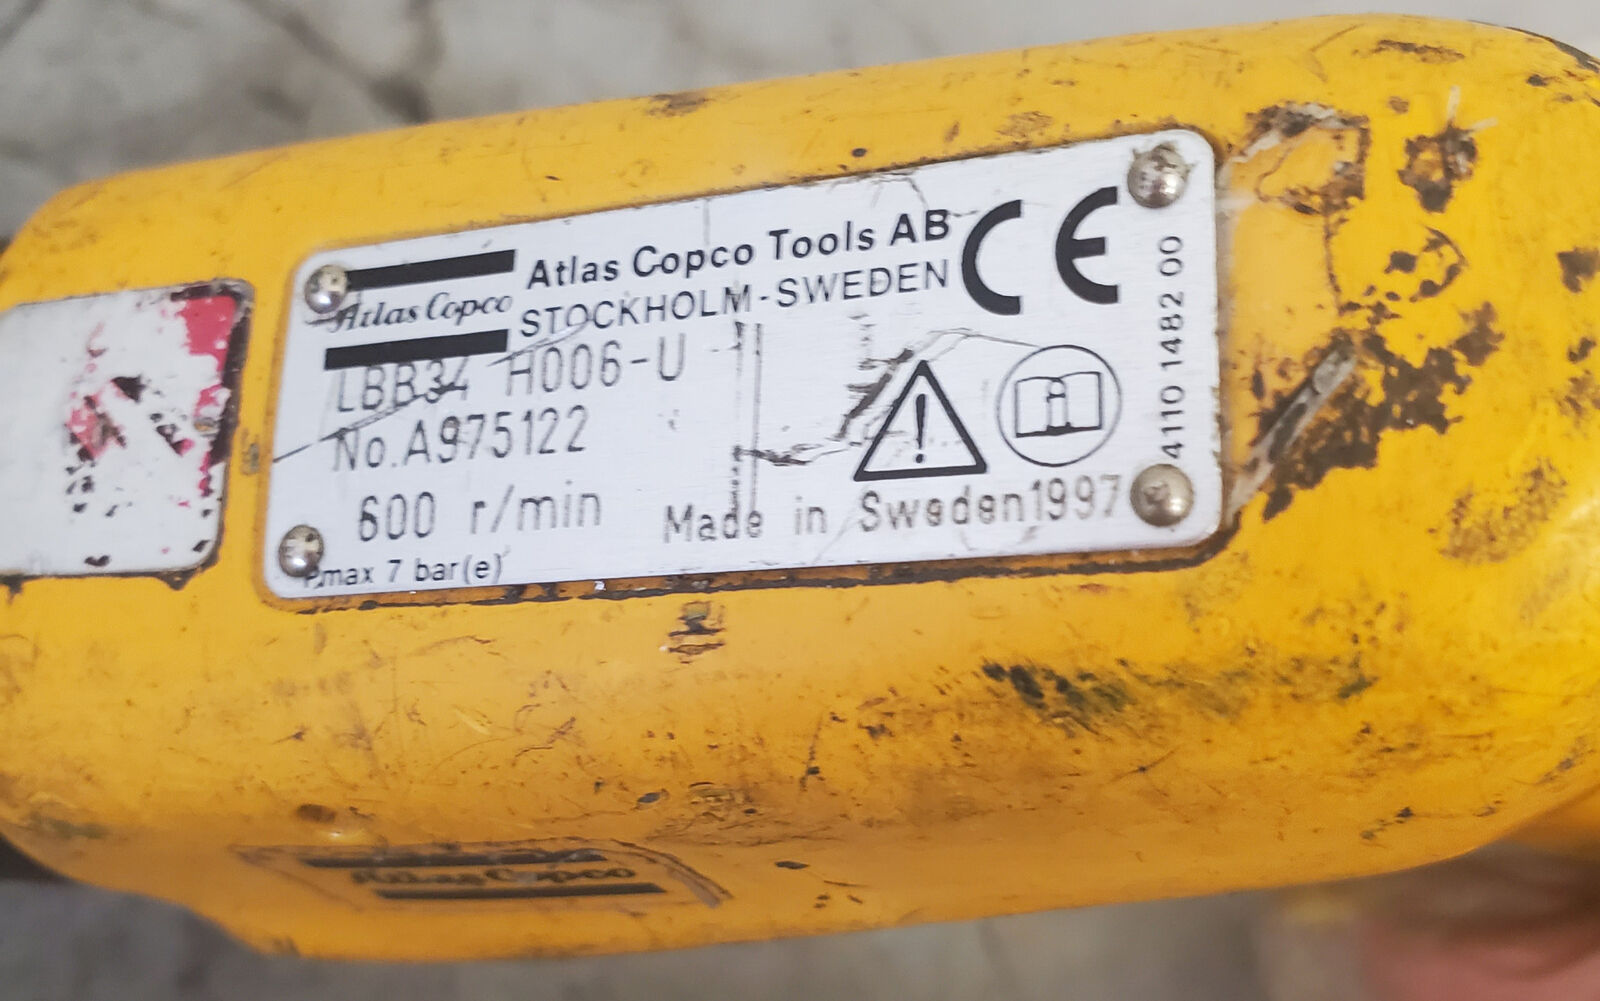 Atlas Copco
Atlas Copco Tools AB
STOCKHOLM-SWEDEN
CE
LBB34 H006-U
No.A975122
600 r/min
Made in Sweden1997
Pmax 7 bar(e)
4110 1482 00
Atlas Copco